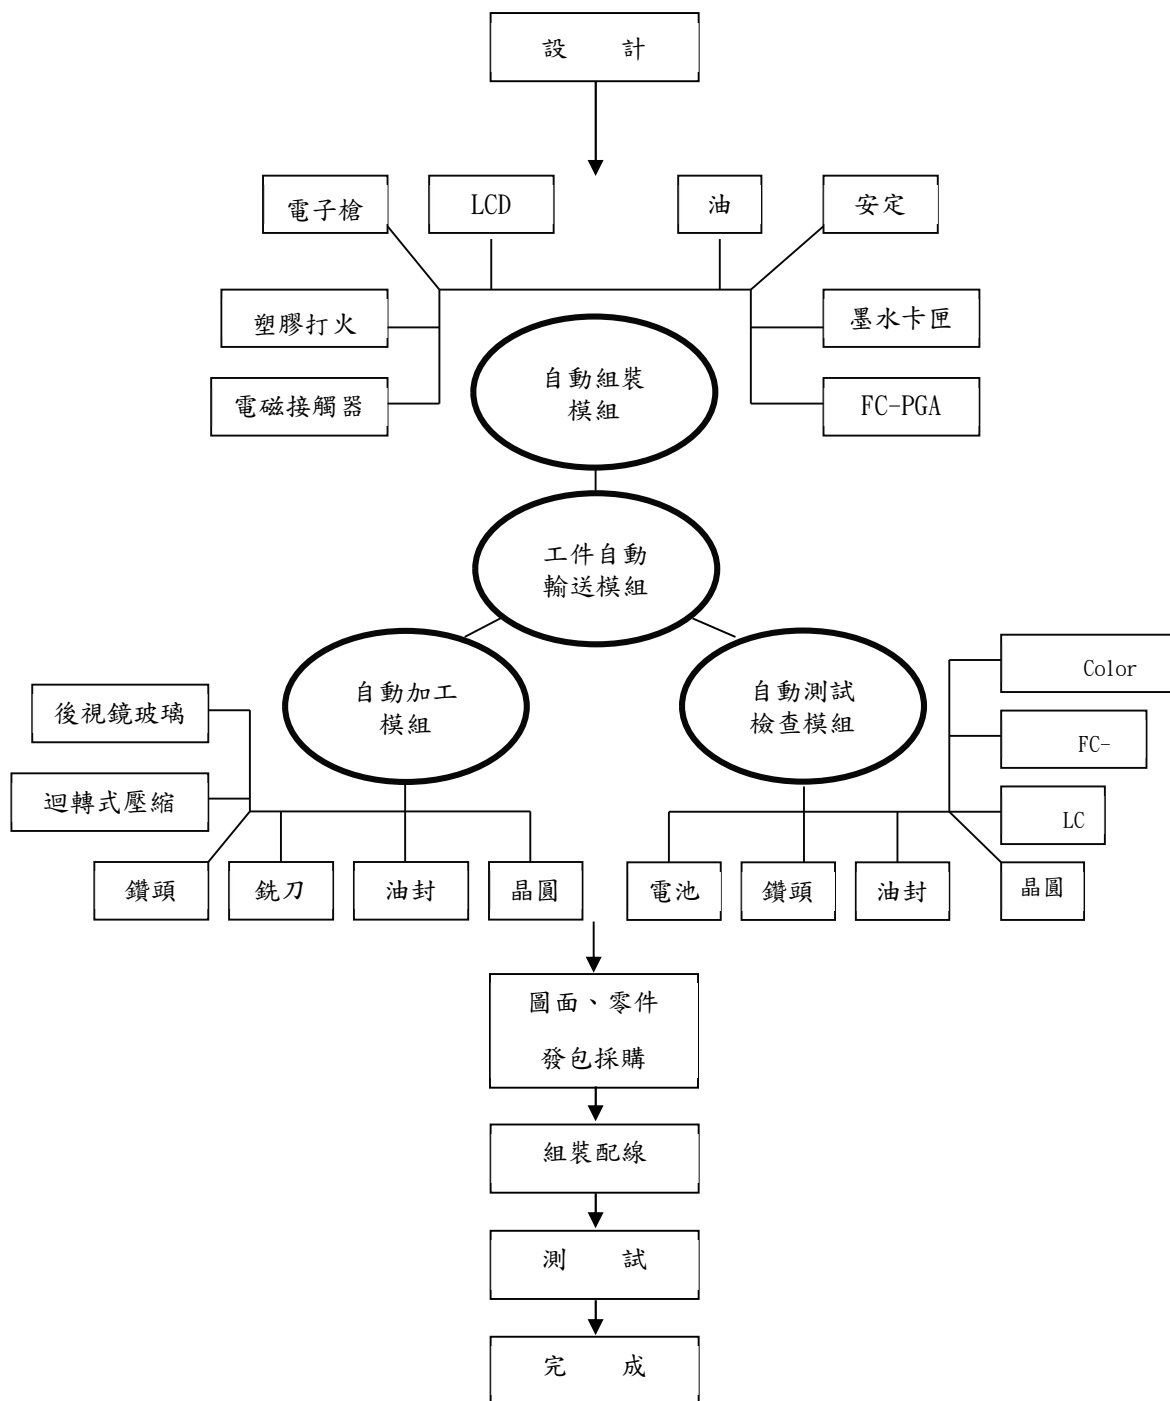 設 計
電子槍
LCD
油
安定
塑膠打火
墨水卡匣
電磁接觸器
FC-PGA
自動組裝
模組
工件自動
輸送模組
自動加工
模組
自動測試
檢查模組
Color
FC-
LC
後視鏡玻璃
迴轉式壓縮
鑽頭
銑刀
油封
晶圓
電池
鑽頭
油封
晶圓
圖面、零件
發包採購
組裝配線
測 試
完 成